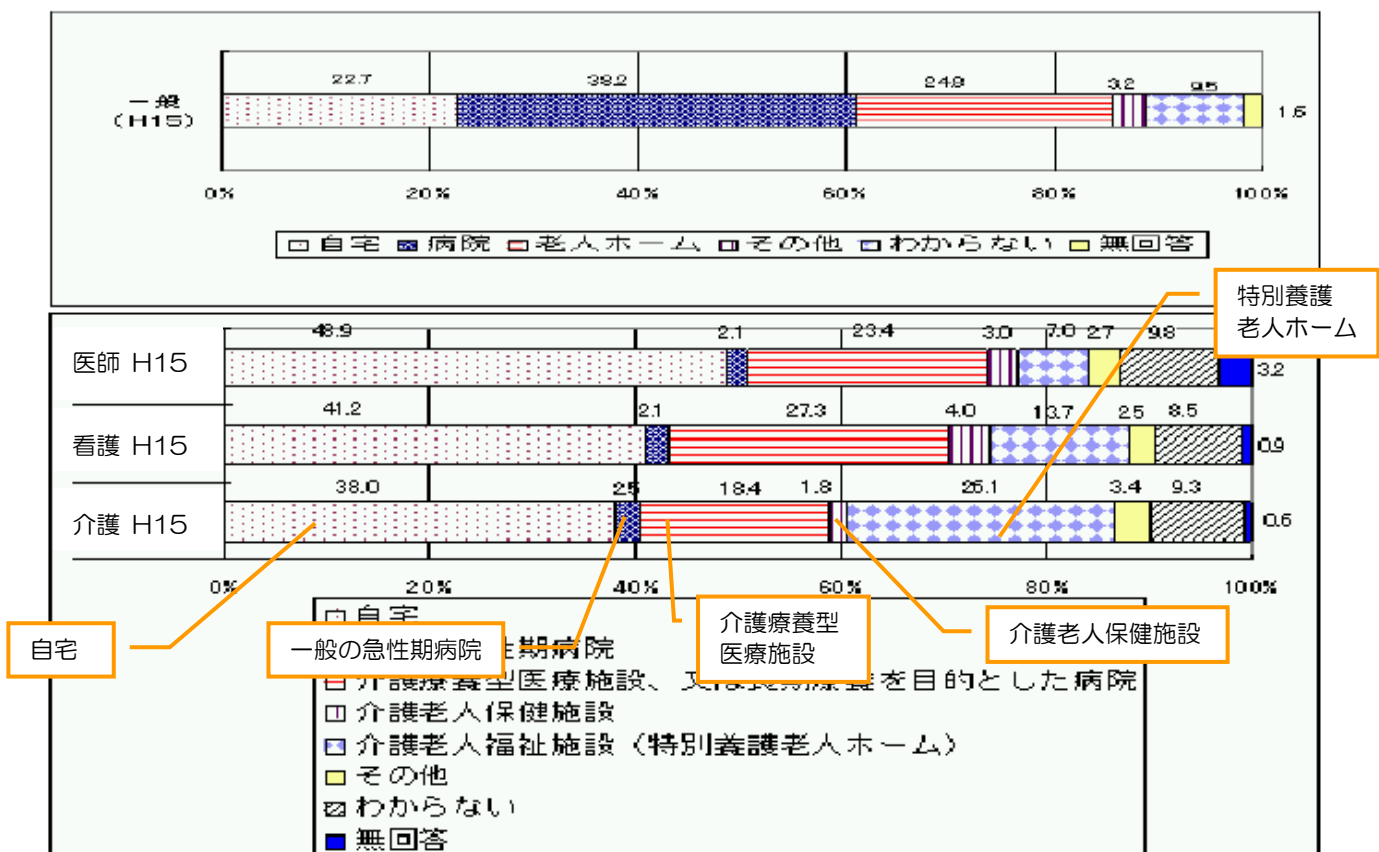 22.7 38.2 24.9 3.2 9.5
一般
(H15)
1.6
0% 20% 40% 60% 80% 100%
自宅 病院 老人ホーム その他 わからない 無回答
特別養護
老人ホーム
48.9 2.1 23.4 3.0 7.0 2.7 9.8
医師 H15
3.2
41.2 2.1 27.3 4.0 13.7 2.5 8.5
看護 H15
0.9
38.0 2.5 18.4 1.8 26.1 3.4 9.3
介護 H15
0.6
0% 20% 40% 60% 80% 100%
自宅
自宅
一般の急性期病院
期病院
介護療養型
医療施設
介護老人保健施設
介護療養型医療施設、又は長期療養を目的とした病院
介護老人保健施設
介護老人福祉施設（特別養護老人ホーム）
その他
わからない
無回答